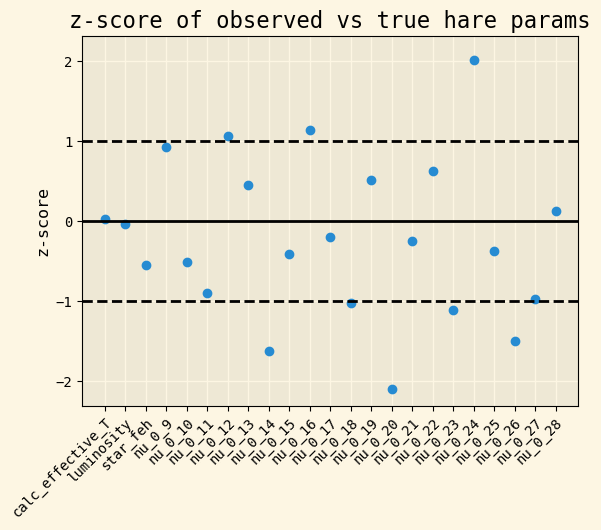 z-score of observed vs true hare params
z-score
2
1
0
−1
−2
calc_effective_T
luminosity
star_feh
nu_0_9
nu_0_10
nu_0_11
nu_0_12
nu_0_13
nu_0_14
nu_0_15
nu_0_16
nu_0_17
nu_0_18
nu_0_19
nu_0_20
nu_0_21
nu_0_22
nu_0_23
nu_0_24
nu_0_25
nu_0_26
nu_0_27
nu_0_28